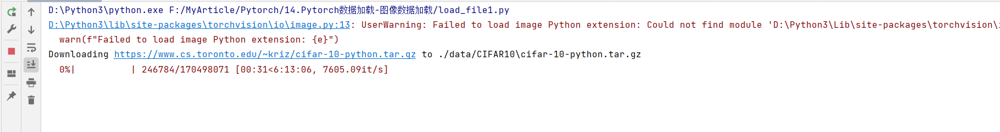 D:\Python3\python.exe F:/MyArticle/Pytorch/14.Pytorch数据加载-图像数据加载/load_file1.py
D:\Python3\lib\site-packages\torchvision\io\image.py:13: UserWarning: Failed to load image Python extension: Could not find module 'D:\Python3\Lib\site-packages\torchvision\
warn(f"Failed to load image Python extension: {e}")
Downloading https://www.cs.toronto.edu/~kriz/cifar-10-python.tar.gz to ./data/CIFAR10\cifar-10-python.tar.gz
0%| | 246784/170498071 [00:31<6:13:06, 7605.09it/s]